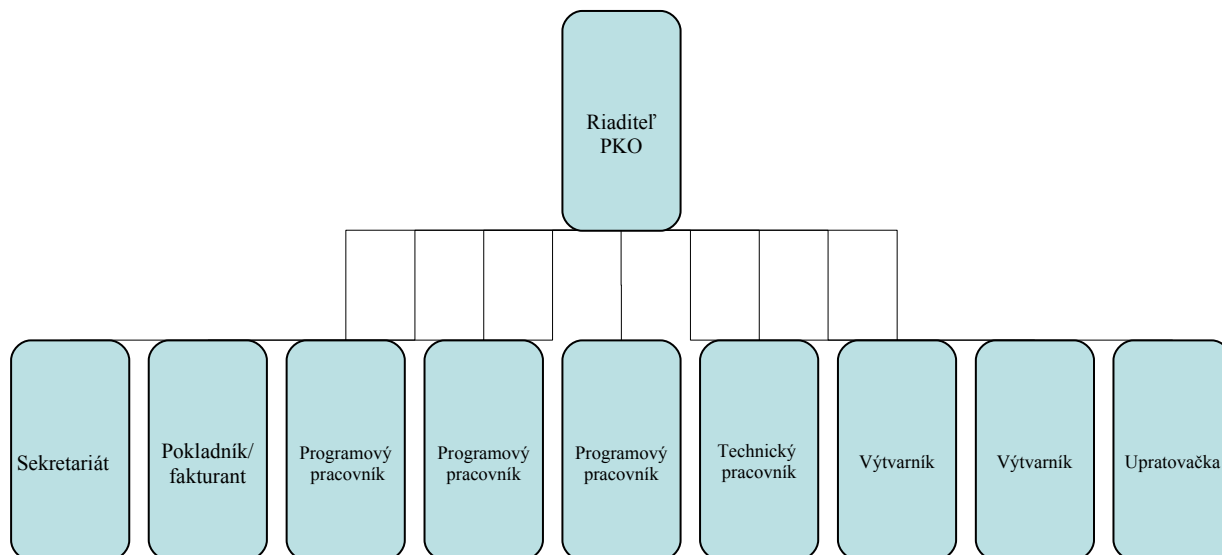 Riaditeľ
PKO
Sekretariát
Pokladník/
fakturant
Programový
pracovník
Programový
pracovník
Programový
pracovník
Technický
pracovník
Výtvarník
Výtvarník
Upratovačka